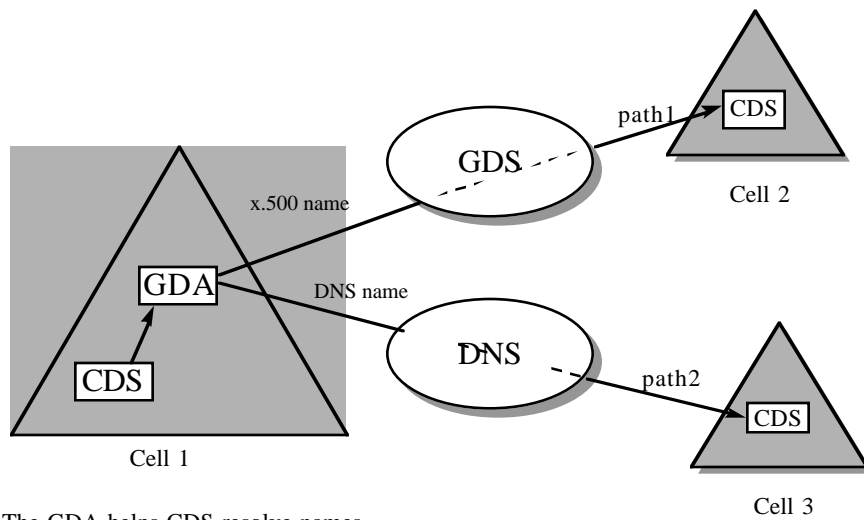 CDS
path1
GDS
Cell 2
x.500 name
GDA
DNS name
DNS
CDS
path2
CDS
Cell 1
Cell 3
The GDA helps CDS resolve names